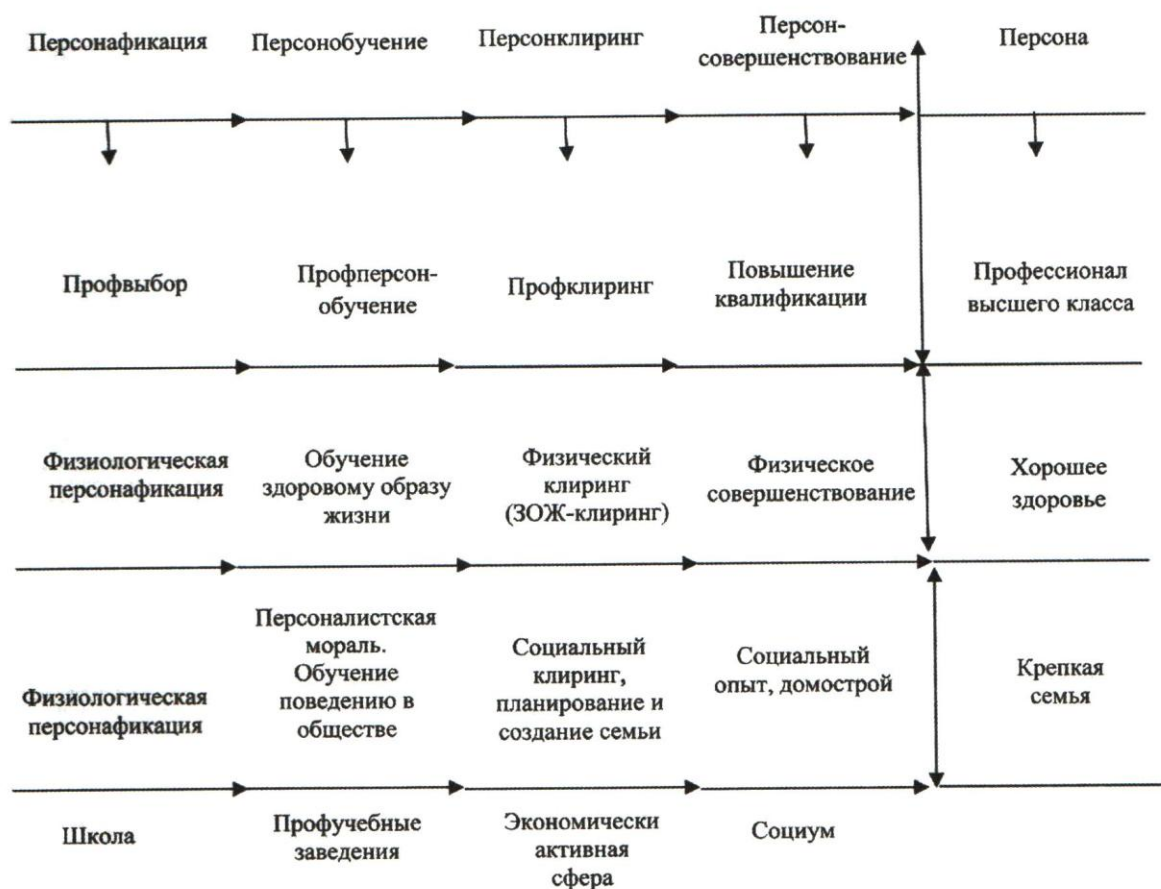 Персонафикация
Персонобучение
Персонклиринг
Персон-
совершенствование
Персона
Профвыбор
Профперсон-
обучение
Профклиринг
Повышение
квалификации
Профессионал
высшего класса
Физиологическая
персонафикация
Обучение
здоровому образу
жизни
Физический
клиринг
(ЗОЖ-клиринг)
Физическое
совершенствование
Хорошее
здоровье
Физиологическая
персонафикация
Персоналистская
мораль.
Обучение
поведению в
обществе
Социальный
клиринг,
планирование и
создание семьи
Социальный
опыт, домострой
Крепкая
семья
Школа
Профучебные
заведения
Экономически
активная
сфера
Социум